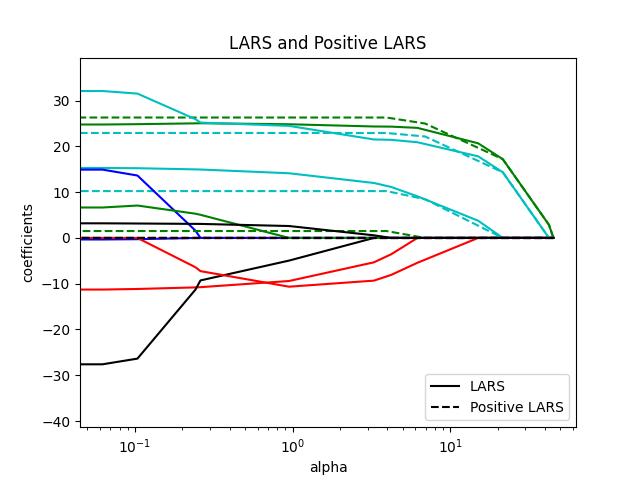 LARS and Positive LARS
coefficients
30
20
10
0
−10
−20
−30
−40
10⁻¹
10⁰
10¹
alpha
LARS
Positive LARS